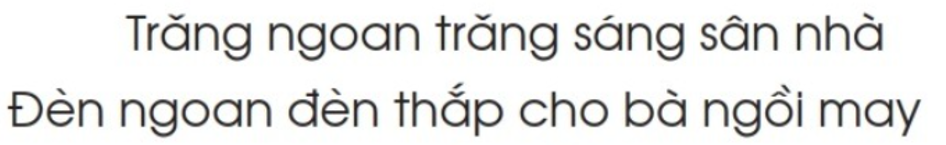 Trăng ngoan trăng sáng sân nhà
Đèn ngoan đèn thắp cho bà ngồi may